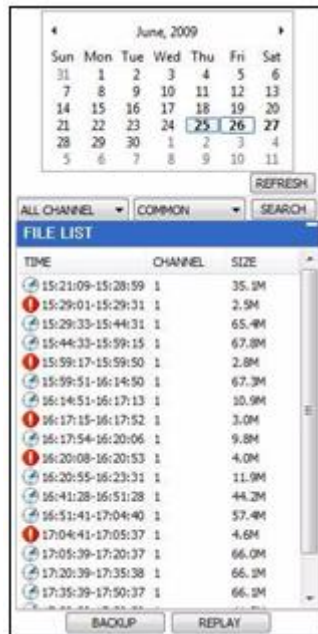 June, 2009
Sun Mon Tue Wed Thu Fri Sat
31 1 2 3 4 5 6
7 8 9 10 11 12 13
14 15 16 17 18 19 20
21 22 23 24 25 26 27
28 29 30 1 2 3 4
5 6 7 8 9 10 11
REFRESH
ALL CHANNEL COMMON SEARCH
FILE LIST
TIME CHANNEL SIZE
15:21:09-15:28:59 1 35.1M
15:29:01-15:29:31 1 2.5M
15:29:33-15:44:31 1 65.4M
15:44:33-15:59:15 1 67.8M
15:59:17-15:59:50 1 2.8M
15:59:51-16:14:50 1 67.3M
16:14:51-16:17:13 1 10.9M
16:17:15-16:17:52 1 3.0M
16:17:54-16:20:06 1 9.8M
16:20:08-16:20:53 1 4.0M
16:20:55-16:23:31 1 11.9M
16:41:28-16:51:28 1 44.2M
16:51:41-17:04:40 1 57.4M
17:04:41-17:05:37 1 4.6M
17:05:39-17:20:37 1 66.0M
17:20:39-17:35:38 1 66.1M
17:35:39-17:50:37 1 66.1M
BACKUP REPLAY